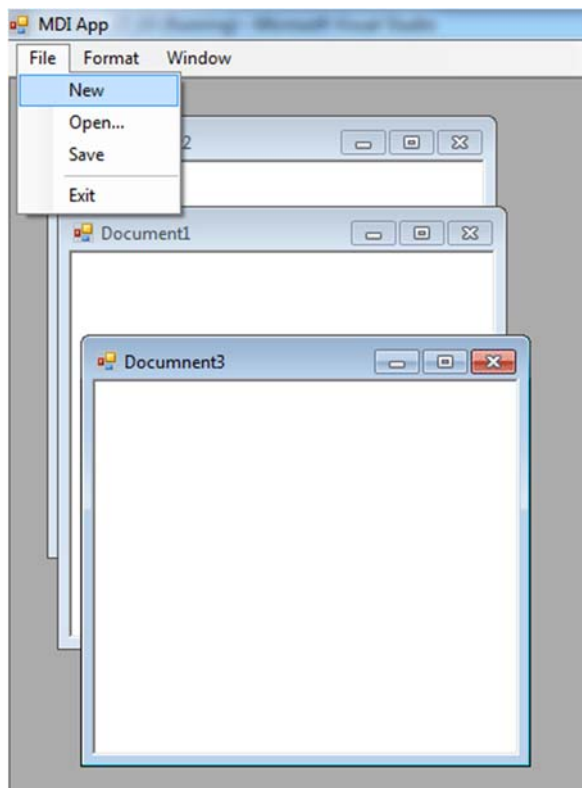 MDI App
File Format Window
New
Open...
Save
Exit
2
Document1
Documnent3